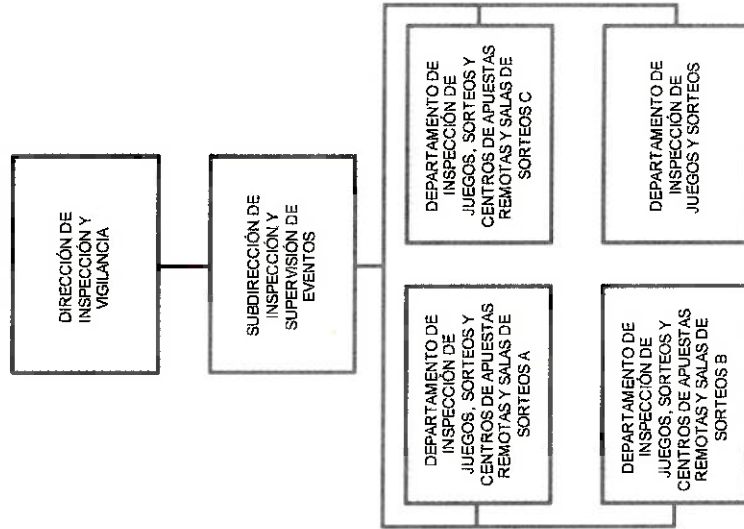 DIRECCIÓN DE
INSPECCIÓN Y
VIGILANCIA
SUBDIRECCIÓN DE
INSPECCIÓN Y
SUPERVISIÓN DE
EVENTOS
DEPARTAMENTO DE
INSPECCIÓN DE
JUEGOS, SORTEOS Y
CENTROS DE APUESTAS
REMOTAS Y SALAS DE
SORTEOS A
DEPARTAMENTO DE
INSPECCIÓN DE
JUEGOS, SORTEOS Y
CENTROS DE APUESTAS
REMOTAS Y SALAS DE
SORTEOS C
DEPARTAMENTO DE
INSPECCIÓN DE
JUEGOS, SORTEOS Y
CENTROS DE APUESTAS
REMOTAS Y SALAS DE
SORTEOS B
DEPARTAMENTO DE
INSPECCIÓN DE
JUEGOS Y SORTEOS